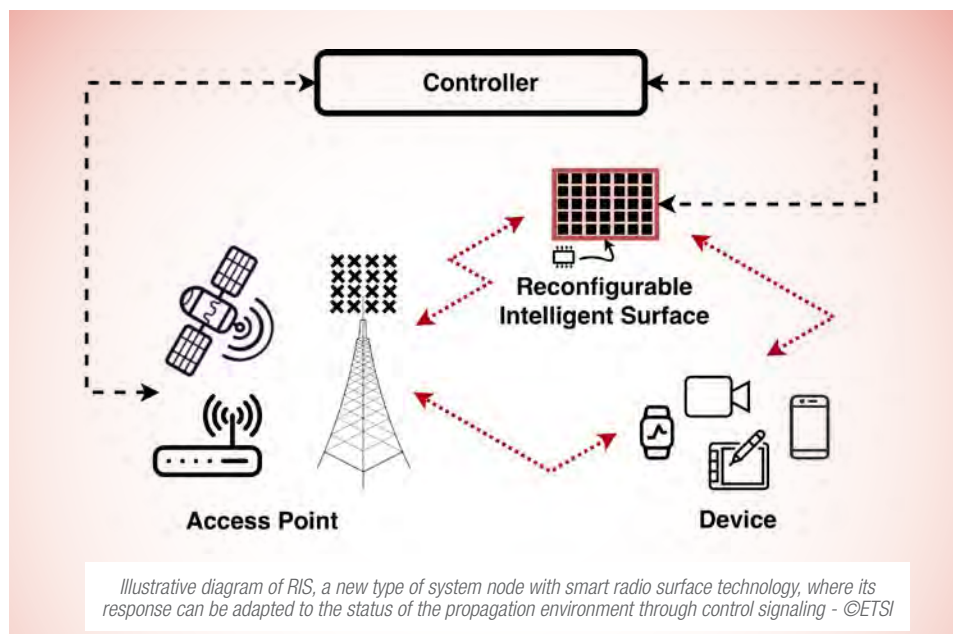 Controller
Reconfigurable
Intelligent Surface
Access Point
Device
Illustrative diagram of RIS, a new type of system node with smart radio surface technology, where its
response can be adapted to the status of the propagation environment through control signaling - ©ETSI